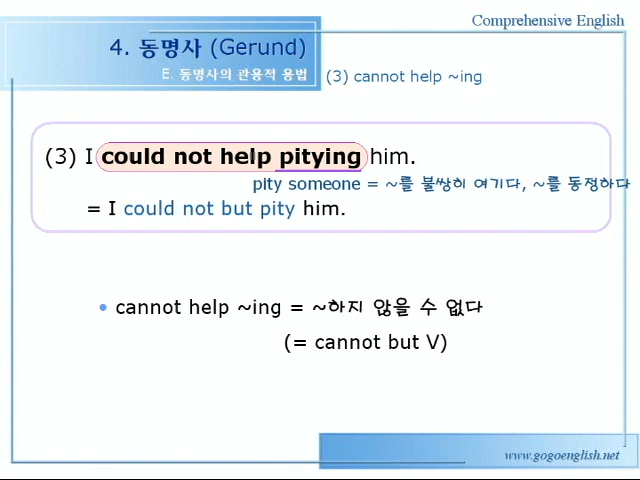 Comprehensive English
4. 동명사 (Gerund)
E. 동명사의 관용적 용법
(3) cannot help ~ing
(3) I could not help pitying him.
pity someone = ~를 불쌍히 여기다, ~를 동정하다
= I could not but pity him.
• cannot help ~ing = ~하지 않을 수 없다
(= cannot but V)
www.gogoenglish.net